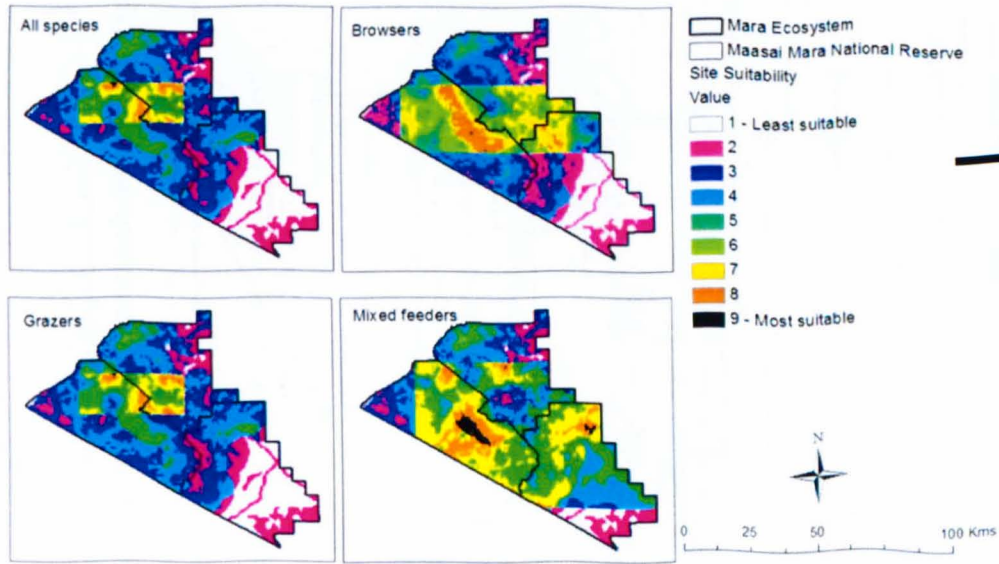 All species
Browsers
Grazers
Mixed feeders
Mara Ecosystem
Maasai Mara National Reserve
Site Suitability
Value
1 - Least suitable
2
3
4
5
6
7
8
9 - Most suitable
N
0 25 50 100 Kms